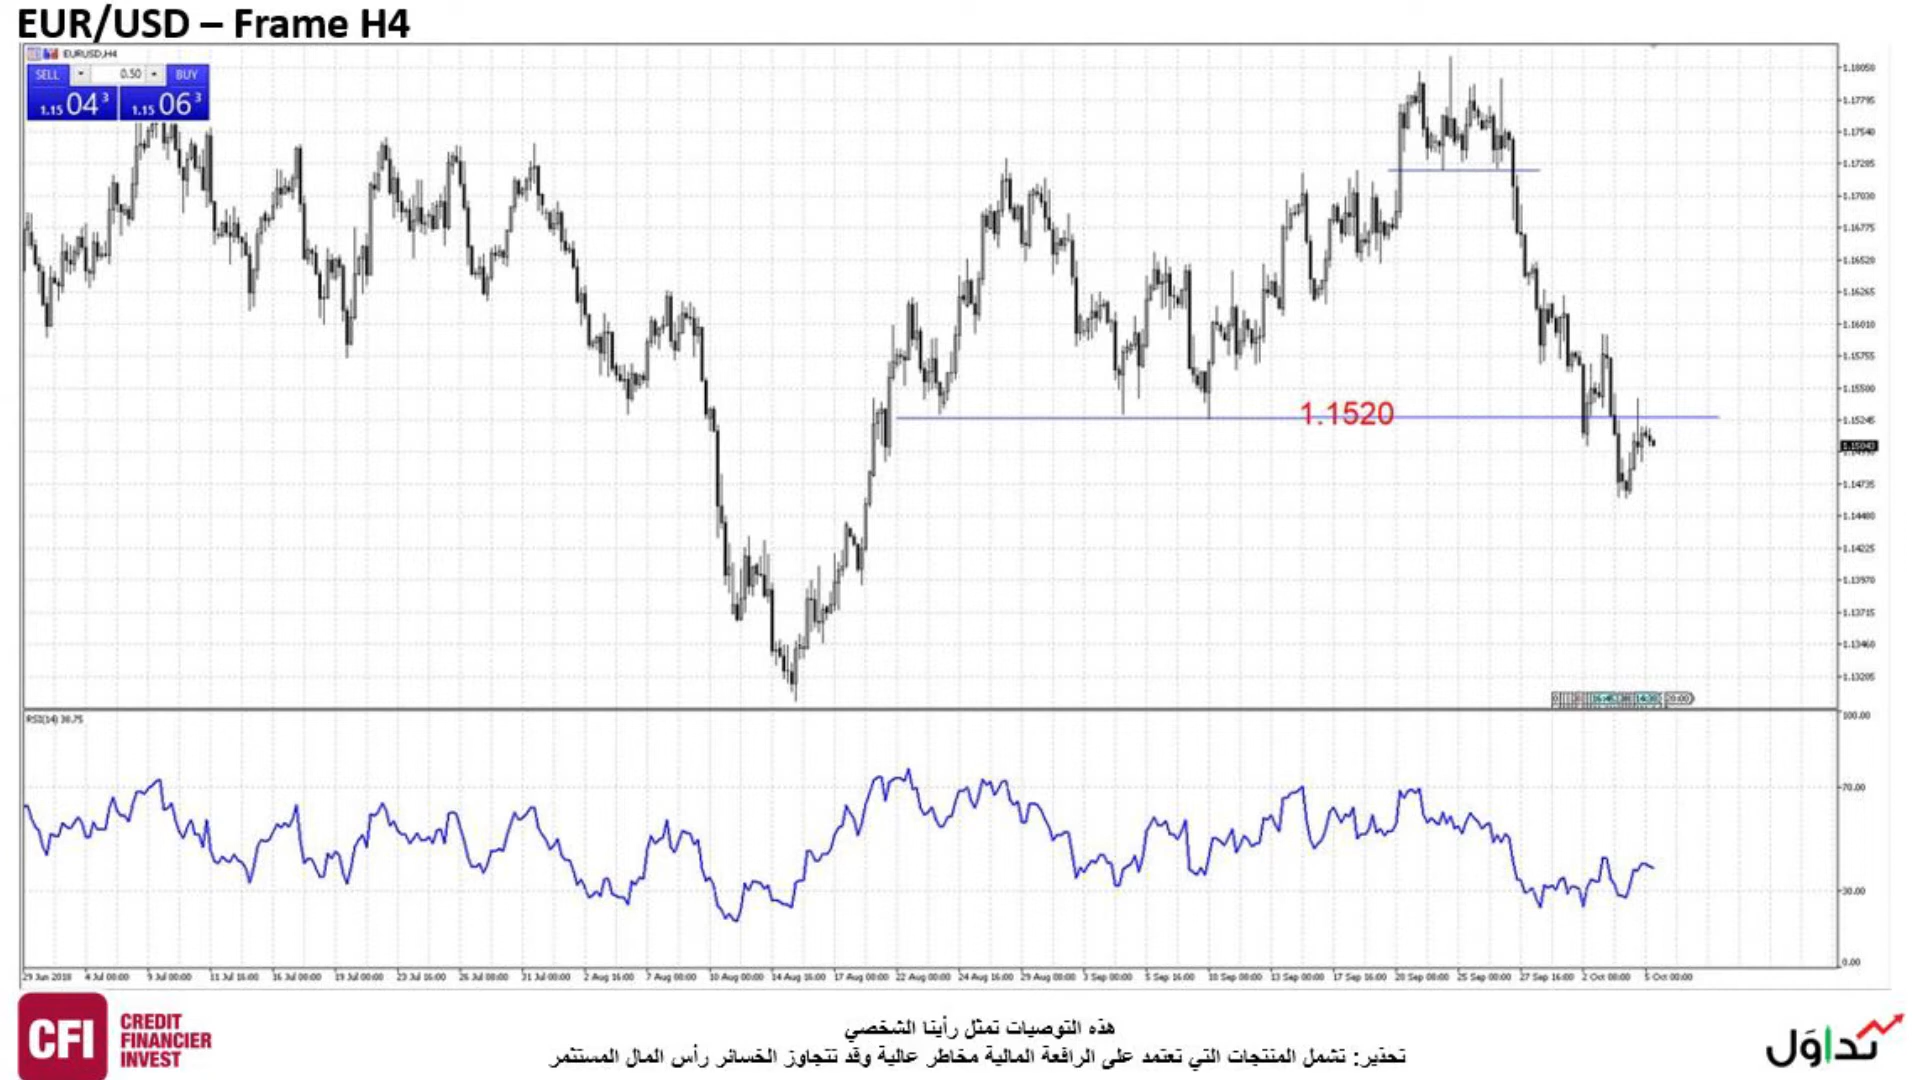 EUR/USD – Frame H4
EURUSD,H4
SELL 0.50 BUY
1.15 04 3 1.15 06 3
1.18050
1.17795
1.17540
1.17285
1.17030
1.16775
1.16520
1.16265
1.16010
1.15755
1.15500
1.1520
1.15245
1.15043
1.14735
1.14480
1.14225
1.13970
1.13715
1.13460
1.13205
20:00
RSI(14) 38.75
100.00
70.00
30.00
0.00
29 Jun 2018 4 Jul 00:00 9 Jul 00:00 11 Jul 16:00 16 Jul 00:00 19 Jul 00:00 23 Jul 16:00 26 Jul 08:00 31 Jul 00:00 2 Aug 16:00 7 Aug 00:00 10 Aug 00:00 14 Aug 16:00 17 Aug 00:00 22 Aug 00:00 24 Aug 16:00 29 Aug 00:00 3 Sep 00:00 5 Sep 16:00 10 Sep 00:00 13 Sep 00:00 17 Sep 16:00 20 Sep 08:00 25 Sep 00:00 27 Sep 16:00 2 Oct 08:00 5 Oct 00:00
CFI
CREDIT
FINANCIER
INVEST
هذه التوصيات تمثل رأينا الشخصي
تحذير: تشمل المنتجات التي تعتمد على الرافعة المالية مخاطر عالية وقد تتجاوز الخسائر رأس المال المستثمر
تداوَل